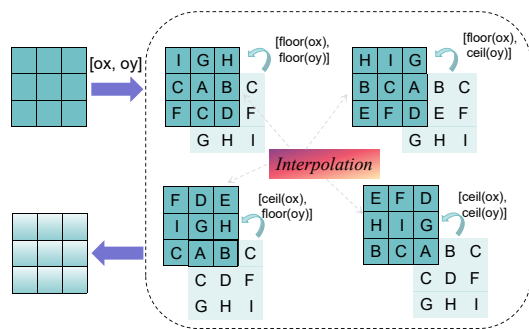 [ox, oy]
[floor(ox),
floor(oy)]
I G H
C A B C
F C D F
G H I
[floor(ox),
ceil(oy)]
H I G
B C A B C
E F D E F
G H I
Interpolation
[ceil(ox),
floor(oy)]
F D E
I G H
C A B C
C D F
G H I
[ceil(ox),
ceil(oy)]
E F D
H I G
B C A B C
C D F
G H I